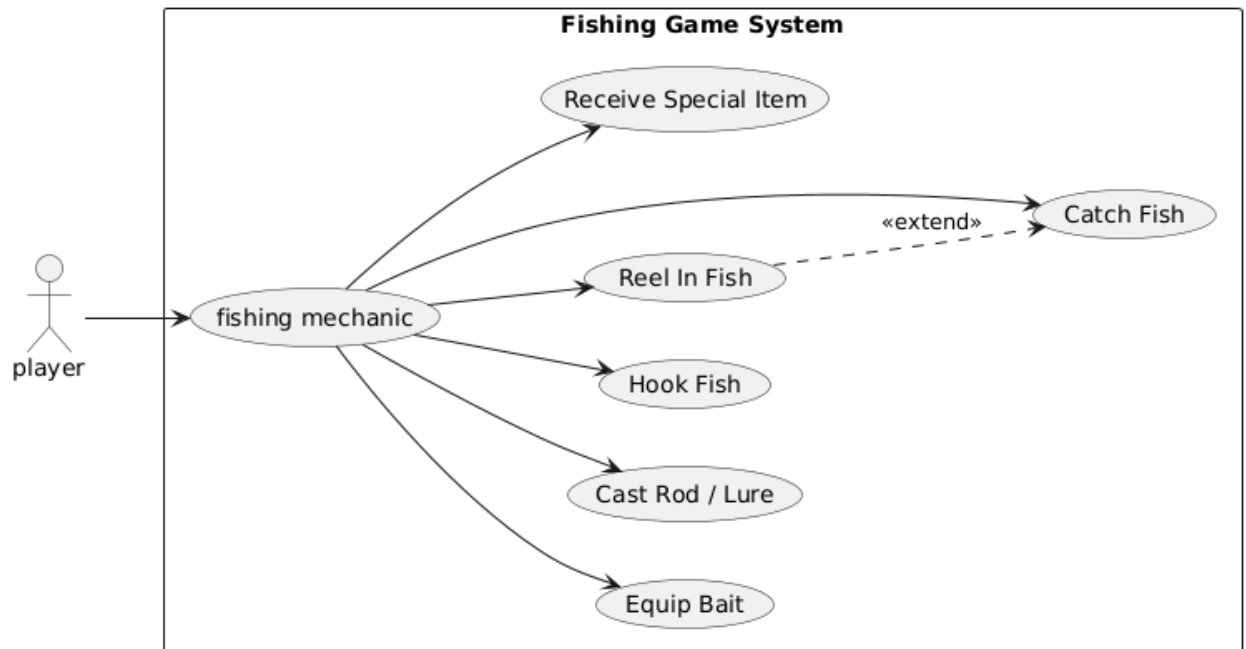 Fishing Game System
Receive Special Item
Catch Fish
«extend»
Reel In Fish
fishing mechanic
player
Hook Fish
Cast Rod / Lure
Equip Bait